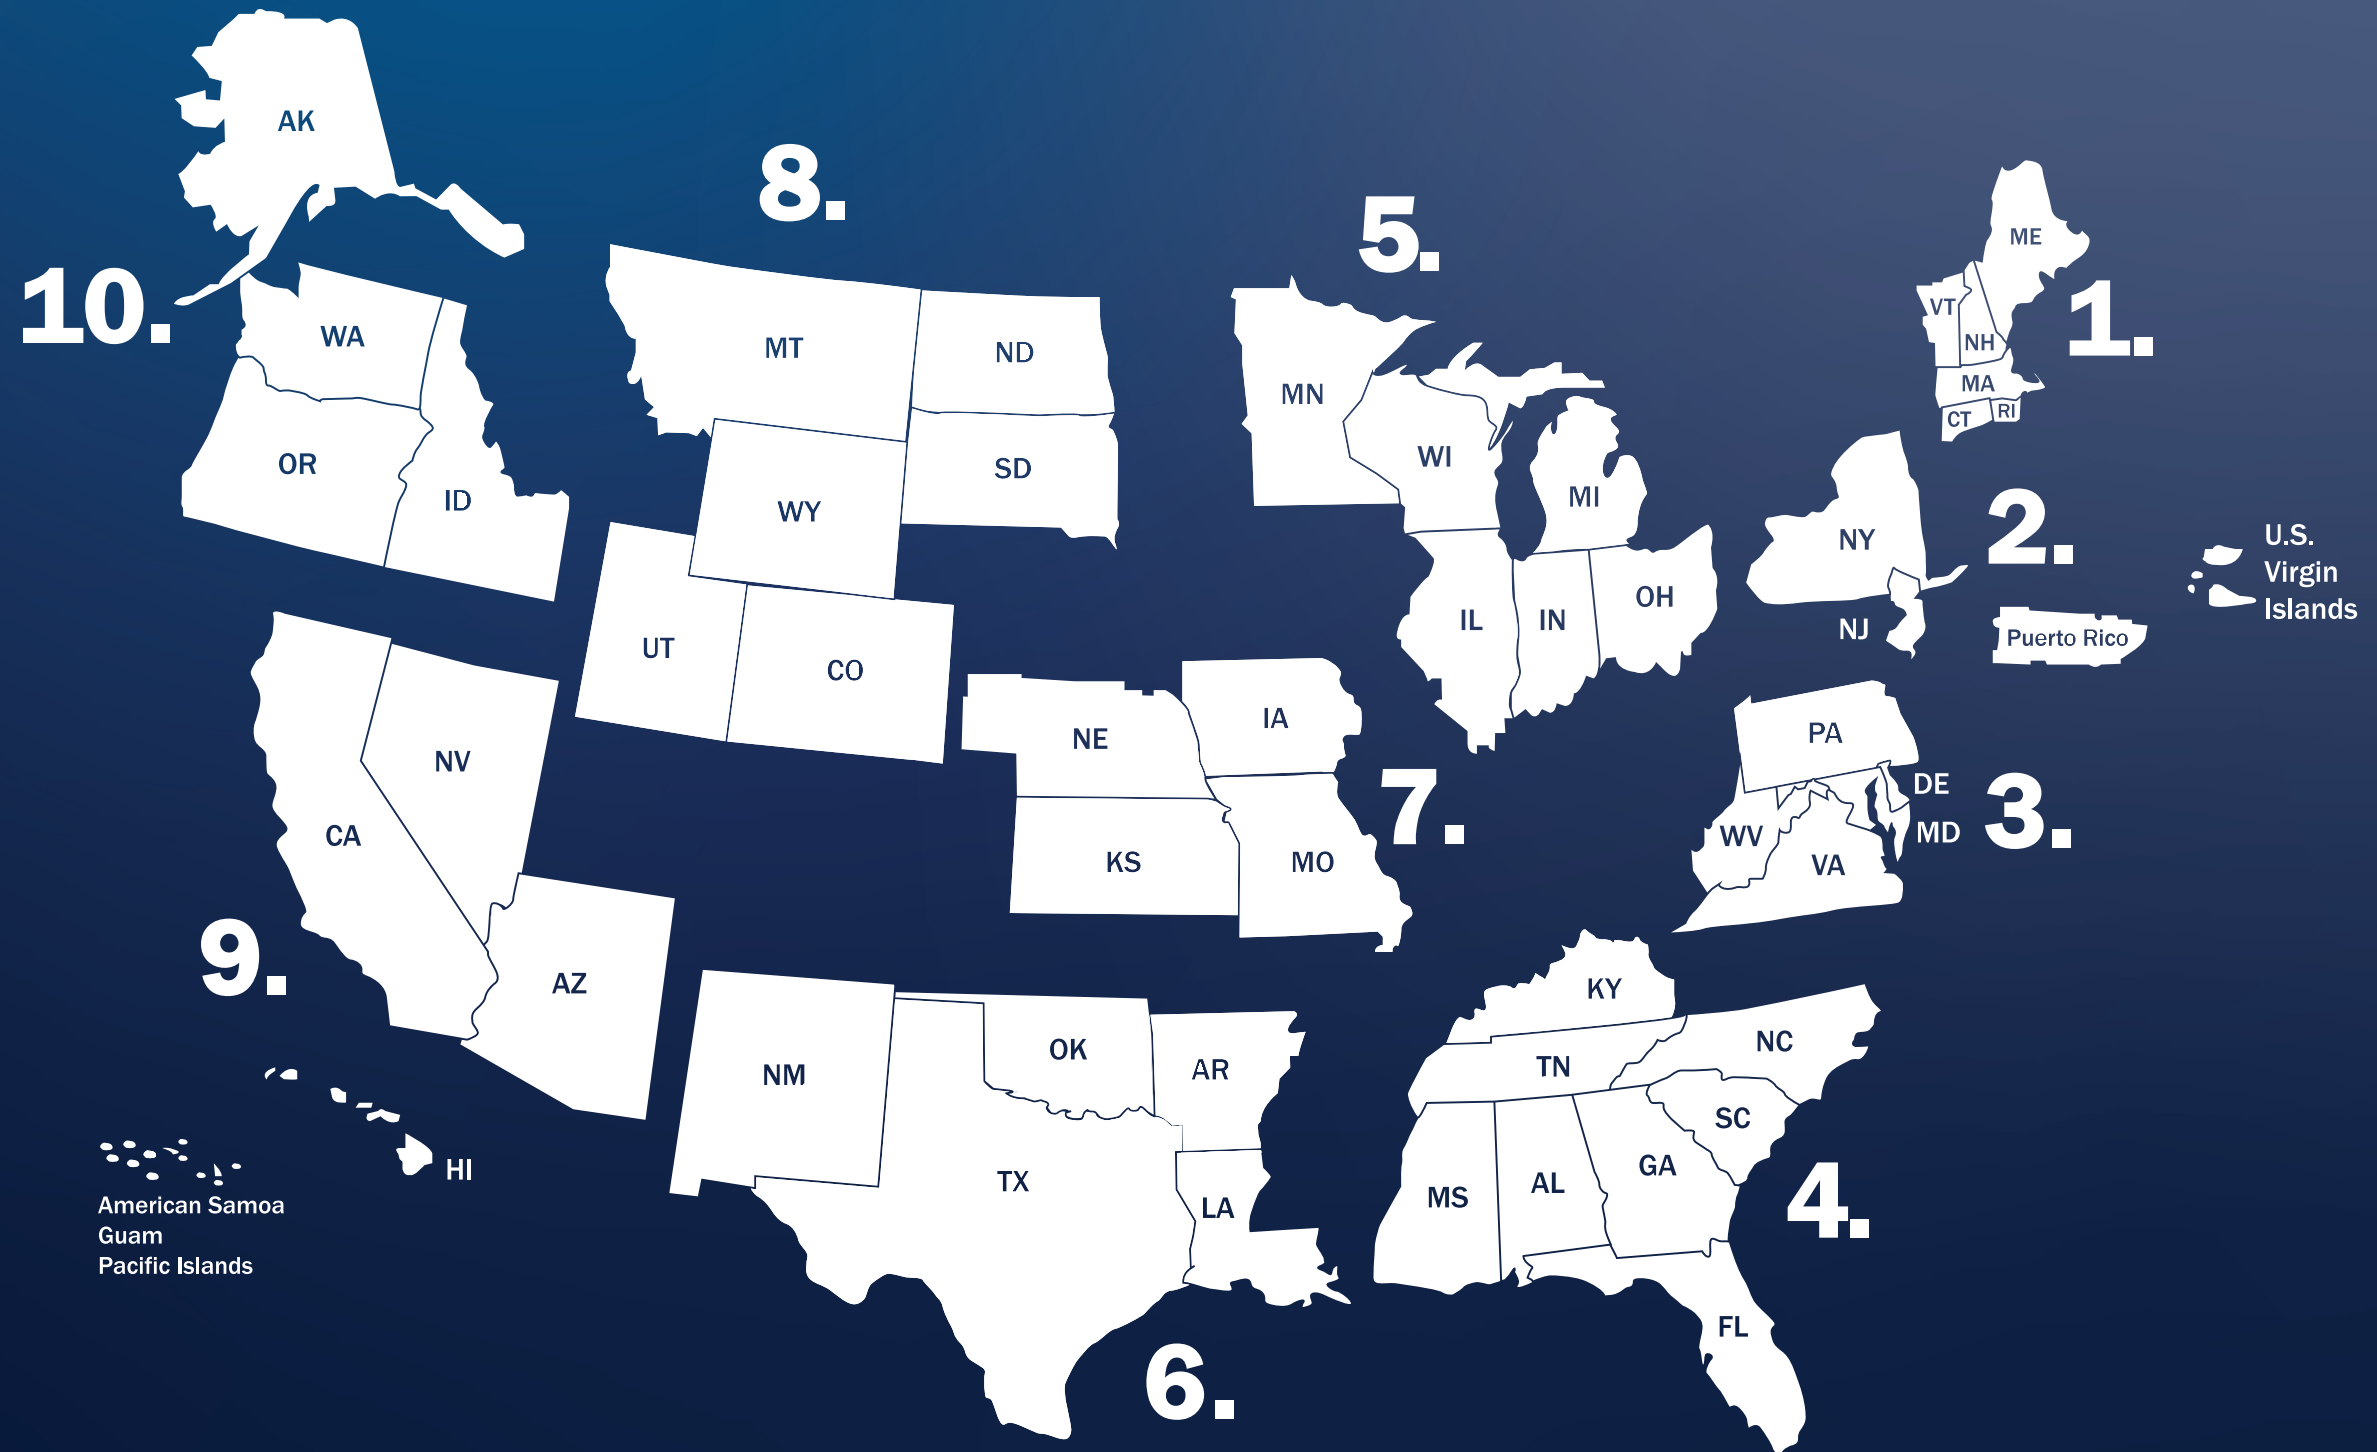 AK
10.
WA
OR
ID
8.
MT
ND
SD
WY
UT
CO
5.
MN
WI
MI
IL
IN
OH
ME
VT
NH
MA
CT
RI
1.
NY
NJ
2.
Puerto Rico
U.S.
Virgin
Islands
PA
DE
MD
WV
VA
3.
NE
IA
KS
MO
7.
CA
NV
AZ
9.
HI
American Samoa
Guam
Pacific Islands
NM
OK
AR
TX
LA
6.
KY
TN
NC
SC
MS
AL
GA
FL
4.